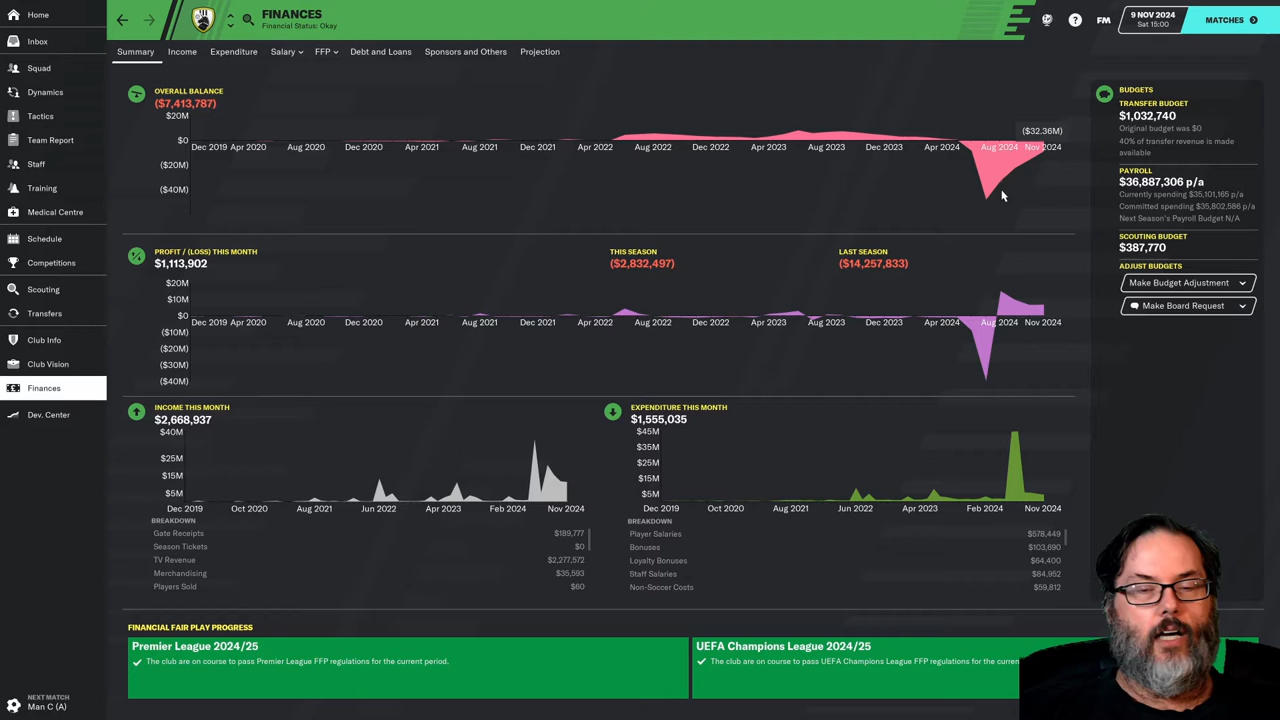 Home
Inbox
Squad
Dynamics
Tactics
Team Report
Staff
Training
Medical Centre
Schedule
Competitions
Scouting
Transfers
Club Info
Club Vision
Finances
Dev. Center
NEXT MATCH
Man C (A)
FINANCES
Financial Status: Okay
?
FM
9 NOV 2024
Sat 15:00
MATCHES
Summary
Income
Expenditure
Salary
FFP
Debt and Loans
Sponsors and Others
Projection
OVERALL BALANCE
($7,413,787)
$20M
$0
($20M)
($40M)
($32.36M)
Dec 2019 Apr 2020 Aug 2020 Dec 2020 Apr 2021 Aug 2021 Dec 2021 Apr 2022 Aug 2022 Dec 2022 Apr 2023 Aug 2023 Dec 2023 Apr 2024 Aug 2024 Nov 2024
PROFIT / (LOSS) THIS MONTH
$1,113,902
THIS SEASON
($2,832,497)
LAST SEASON
($14,257,833)
$20M
$10M
$0
($10M)
($20M)
($30M)
($40M)
Dec 2019 Apr 2020 Aug 2020 Dec 2020 Apr 2021 Aug 2021 Dec 2021 Apr 2022 Aug 2022 Dec 2022 Apr 2023 Aug 2023 Dec 2023 Apr 2024 Aug 2024 Nov 2024
INCOME THIS MONTH
$2,668,937
$40M
$25M
$15M
$5M
Dec 2019 Oct 2020 Aug 2021 Jun 2022 Apr 2023 Feb 2024 Nov 2024
BREAKDOWN
Gate Receipts $189,777
Season Tickets $0
TV Revenue $2,277,572
Merchandising $35,593
Players Sold $60
EXPENDITURE THIS MONTH
$1,555,035
$45M
$35M
$25M
$15M
$5M
Dec 2019 Oct 2020 Aug 2021 Jun 2022 Apr 2023 Feb 2024 Nov 2024
BREAKDOWN
Player Salaries $578,449
Bonuses $103,690
Loyalty Bonuses $64,400
Staff Salaries $84,952
Non-Soccer Costs $59,812
BUDGETS
TRANSFER BUDGET
$1,032,740
Original budget was $0
40% of transfer revenue is made
available
PAYROLL
$36,887,306 p/a
Currently spending $35,101,165 p/a
Committed spending $35,802,586 p/a
Next Season's Payroll Budget N/A
SCOUTING BUDGET
$387,770
ADJUST BUDGETS
Make Budget Adjustment
Make Board Request
FINANCIAL FAIR PLAY PROGRESS
Premier League 2024/25
The club are on course to pass Premier League FFP regulations for the current period.
UEFA Champions League 2024/25
The club are on course to pass UEFA Champions League FFP regulations for the